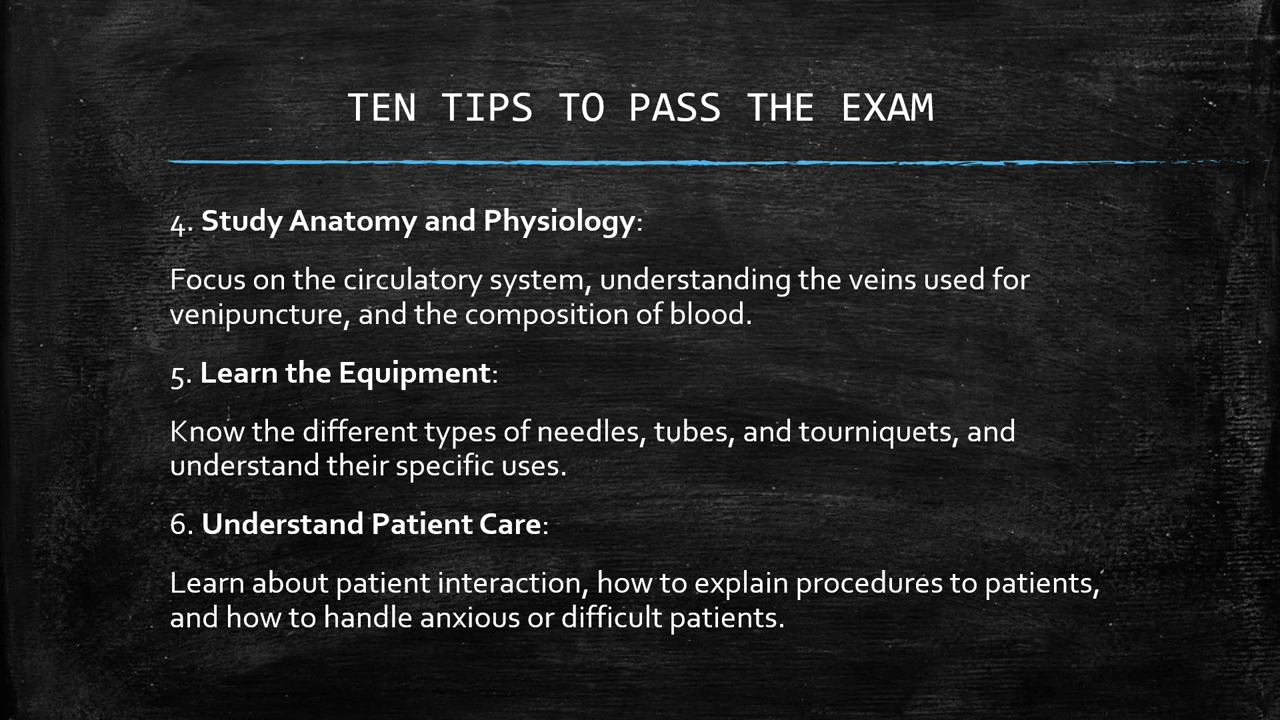 TEN TIPS TO PASS THE EXAM
4. Study Anatomy and Physiology:
Focus on the circulatory system, understanding the veins used for
venipuncture, and the composition of blood.
5. Learn the Equipment:
Know the different types of needles, tubes, and tourniquets, and
understand their specific uses.
6. Understand Patient Care:
Learn about patient interaction, how to explain procedures to patients,
and how to handle anxious or difficult patients.